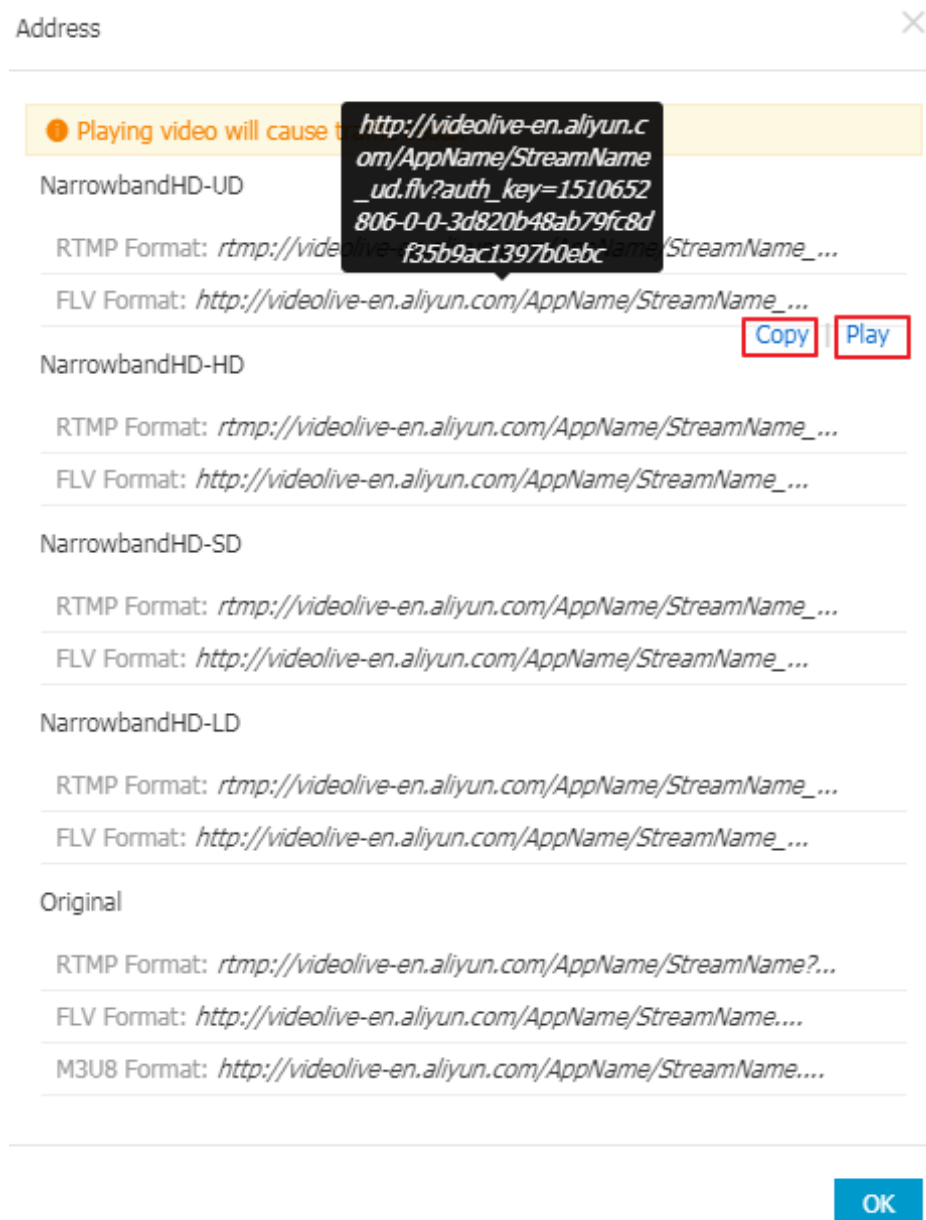 Address
Playing video will cause
http://videolive-en.aliyun.c
om/AppName/StreamName
_ud.flv?auth_key=1510652
806-0-0-3d820b48ab79fc8d
f35b9ac1397b0ebc
NarrowbandHD-UD
RTMP Format: rtmp://videolive-en.aliyun.com/AppName/StreamName_...
FLV Format: http://videolive-en.aliyun.com/AppName/StreamName_...
Copy | Play
NarrowbandHD-HD
RTMP Format: rtmp://videolive-en.aliyun.com/AppName/StreamName_...
FLV Format: http://videolive-en.aliyun.com/AppName/StreamName_...
NarrowbandHD-SD
RTMP Format: rtmp://videolive-en.aliyun.com/AppName/StreamName_...
FLV Format: http://videolive-en.aliyun.com/AppName/StreamName_...
NarrowbandHD-LD
RTMP Format: rtmp://videolive-en.aliyun.com/AppName/StreamName_...
FLV Format: http://videolive-en.aliyun.com/AppName/StreamName_...
Original
RTMP Format: rtmp://videolive-en.aliyun.com/AppName/StreamName?...
FLV Format: http://videolive-en.aliyun.com/AppName/StreamName....
M3U8 Format: http://videolive-en.aliyun.com/AppName/StreamName....
OK